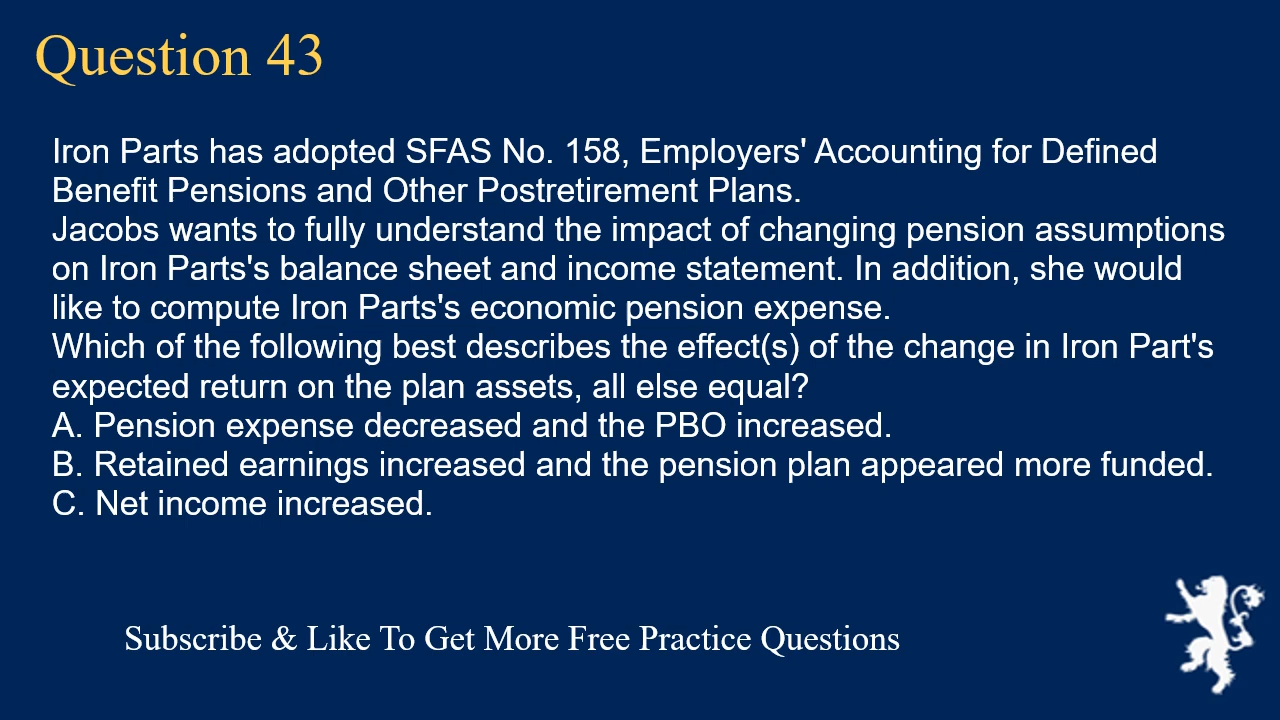 Question 43
Iron Parts has adopted SFAS No. 158, Employers' Accounting for Defined
Benefit Pensions and Other Postretirement Plans.
Jacobs wants to fully understand the impact of changing pension assumptions
on Iron Parts's balance sheet and income statement. In addition, she would
like to compute Iron Parts's economic pension expense.
Which of the following best describes the effect(s) of the change in Iron Part's
expected return on the plan assets, all else equal?
A. Pension expense decreased and the PBO increased.
B. Retained earnings increased and the pension plan appeared more funded.
C. Net income increased.
Subscribe & Like To Get More Free Practice Questions